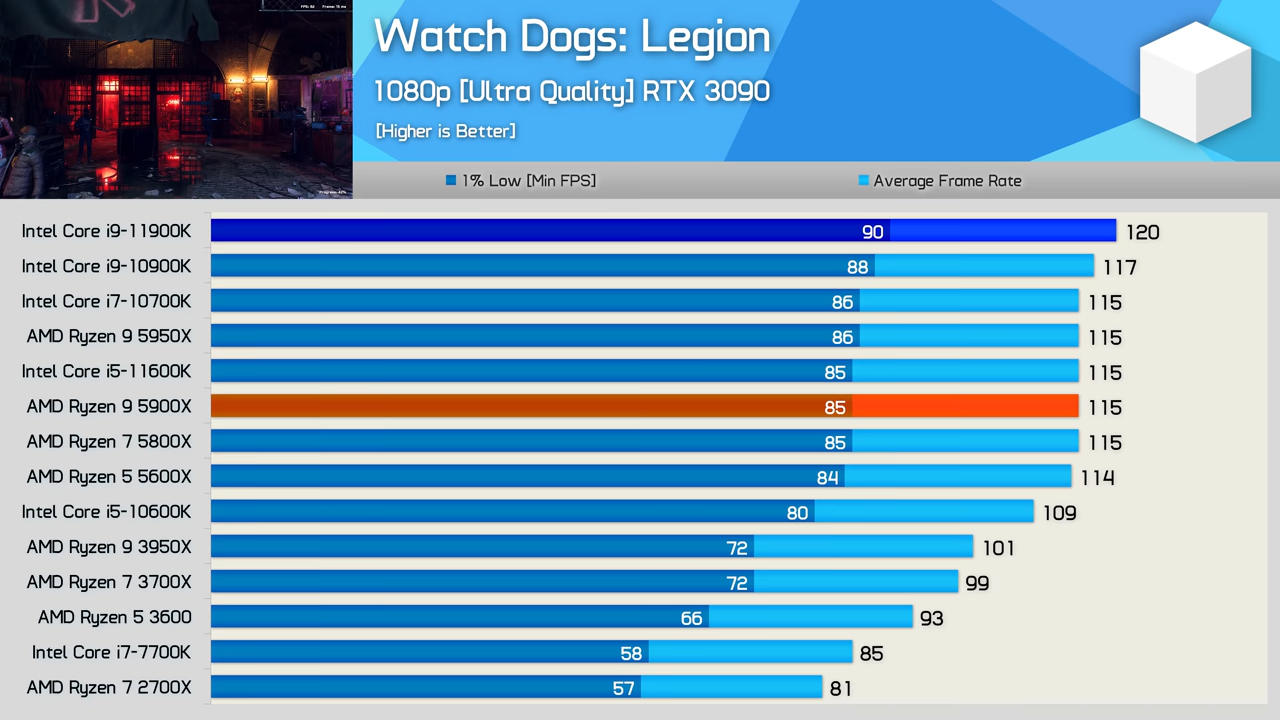 Watch Dogs: Legion
1080p [Ultra Quality] RTX 3090
[Higher is Better]
1% Low [Min FPS]
Average Frame Rate
Intel Core i9-11900K 90 120
Intel Core i9-10900K 88 117
Intel Core i7-10700K 86 115
AMD Ryzen 9 5950X 86 115
Intel Core i5-11600K 85 115
AMD Ryzen 9 5900X 85 115
AMD Ryzen 7 5800X 85 115
AMD Ryzen 5 5600X 84 114
Intel Core i5-10600K 80 109
AMD Ryzen 9 3950X 72 101
AMD Ryzen 7 3700X 72 99
AMD Ryzen 5 3600 66 93
Intel Core i7-7700K 58 85
AMD Ryzen 7 2700X 57 81